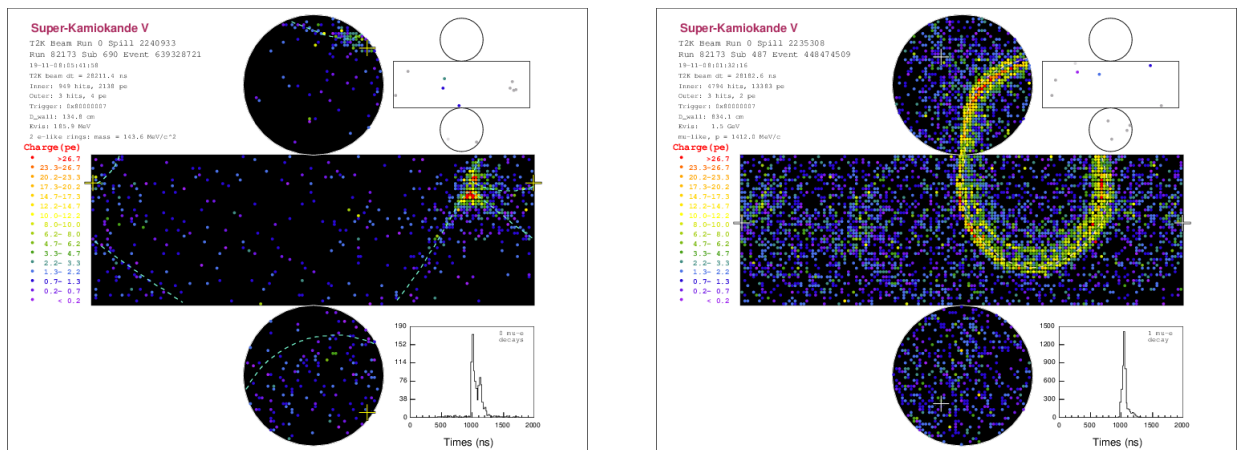 Super-Kamiokande V
T2K Beam Run 0 Spill 2240933
Run 82173 Sub 690 Event 639328721
19-11-08:05:41:58
T2K beam dt = 28211.4 ns
Inner: 949 hits, 2138 pe
Outer: 3 hits, 4 pe
Trigger: 0x80000007
D_wall: 134.8 cm
Evis: 185.9 MeV
2 e-like rings: mass = 143.6 MeV/c^2
Charge(pe)
>26.7
23.3-26.7
20.2-23.3
17.3-20.2
14.7-17.3
12.2-14.7
10.0-12.2
8.0-10.0
6.2- 8.0
4.7- 6.2
3.3- 4.7
2.2- 3.3
1.3- 2.2
0.7- 1.3
0.2- 0.7
< 0.2
190
152
114
76
38
0
0 mu-e
decays
0 500 1000 1500 2000
Times (ns)
Super-Kamiokande V
T2K Beam Run 0 Spill 2235308
Run 82173 Sub 487 Event 448474509
19-11-08:01:32:16
T2K beam dt = 28182.6 ns
Inner: 4794 hits, 13383 pe
Outer: 3 hits, 2 pe
Trigger: 0x80000007
D_wall: 834.1 cm
Evis: 1.5 GeV
mu-like, p = 1412.0 MeV/c
Charge(pe)
>26.7
23.3-26.7
20.2-23.3
17.3-20.2
14.7-17.3
12.2-14.7
10.0-12.2
8.0-10.0
6.2- 8.0
4.7- 6.2
3.3- 4.7
2.2- 3.3
1.3- 2.2
0.7- 1.3
0.2- 0.7
< 0.2
1500
1200
900
600
300
0
1 mu-e
decay
0 500 1000 1500 2000
Times (ns)